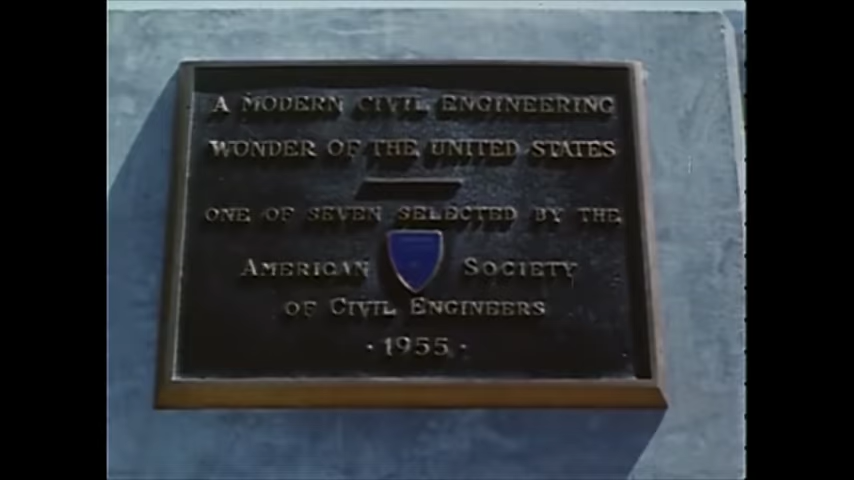 A MODERN CIVIL ENGINEERING
WONDER OF THE UNITED STATES
ONE OF SEVEN SELECTED BY THE
AMERICAN SOCIETY
OF CIVIL ENGINEERS
· 1955 ·